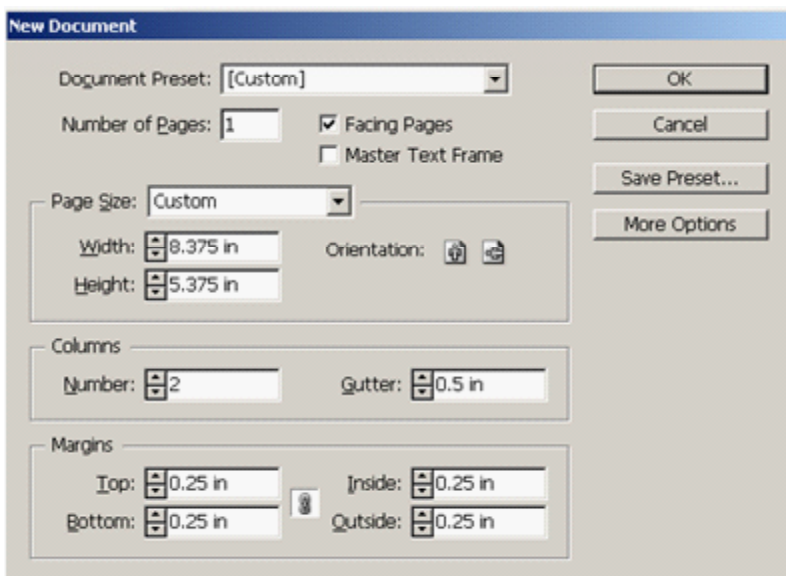 New Document
Document Preset: [Custom] OK
Number of Pages: 1 Facing Pages Cancel
Master Text Frame
Save Preset...
Page Size: Custom
More Options
Width: 8.375 in Orientation:
Height: 5.375 in
Columns
Number: 2 Gutter: 0.5 in
Margins
Top: 0.25 in Inside: 0.25 in
Bottom: 0.25 in Outside: 0.25 in